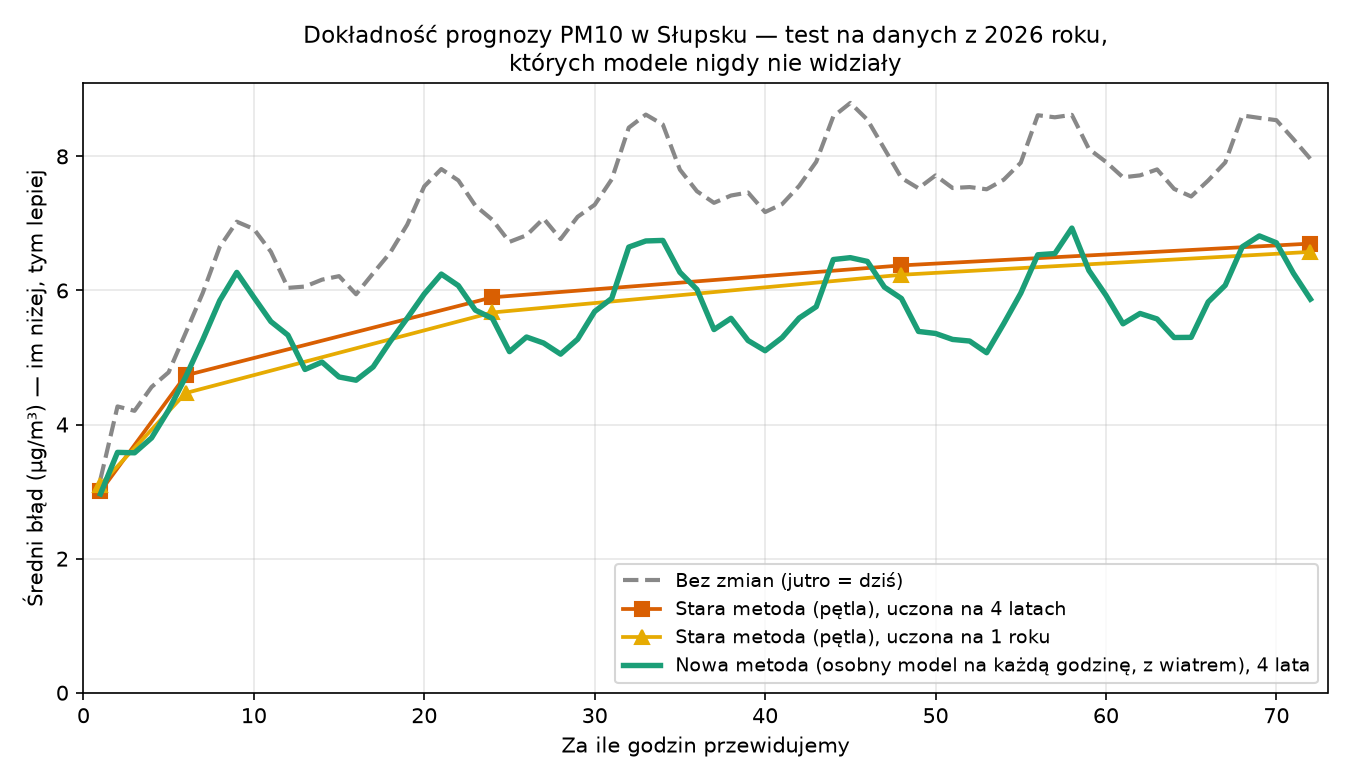 Dokładność prognozy PM10 w Słupsku — test na danych z 2026 roku,
których modele nigdy nie widziały
Średni błąd (µg/m³) — im niżej, tym lepiej
8
6
4
2
0
Bez zmian (jutro = dziś)
Stara metoda (pętla), uczona na 4 latach
Stara metoda (pętla), uczona na 1 roku
Nowa metoda (osobny model na każdą godzinę, z wiatrem), 4 lata
0 10 20 30 40 50 60 70
Za ile godzin przewidujemy